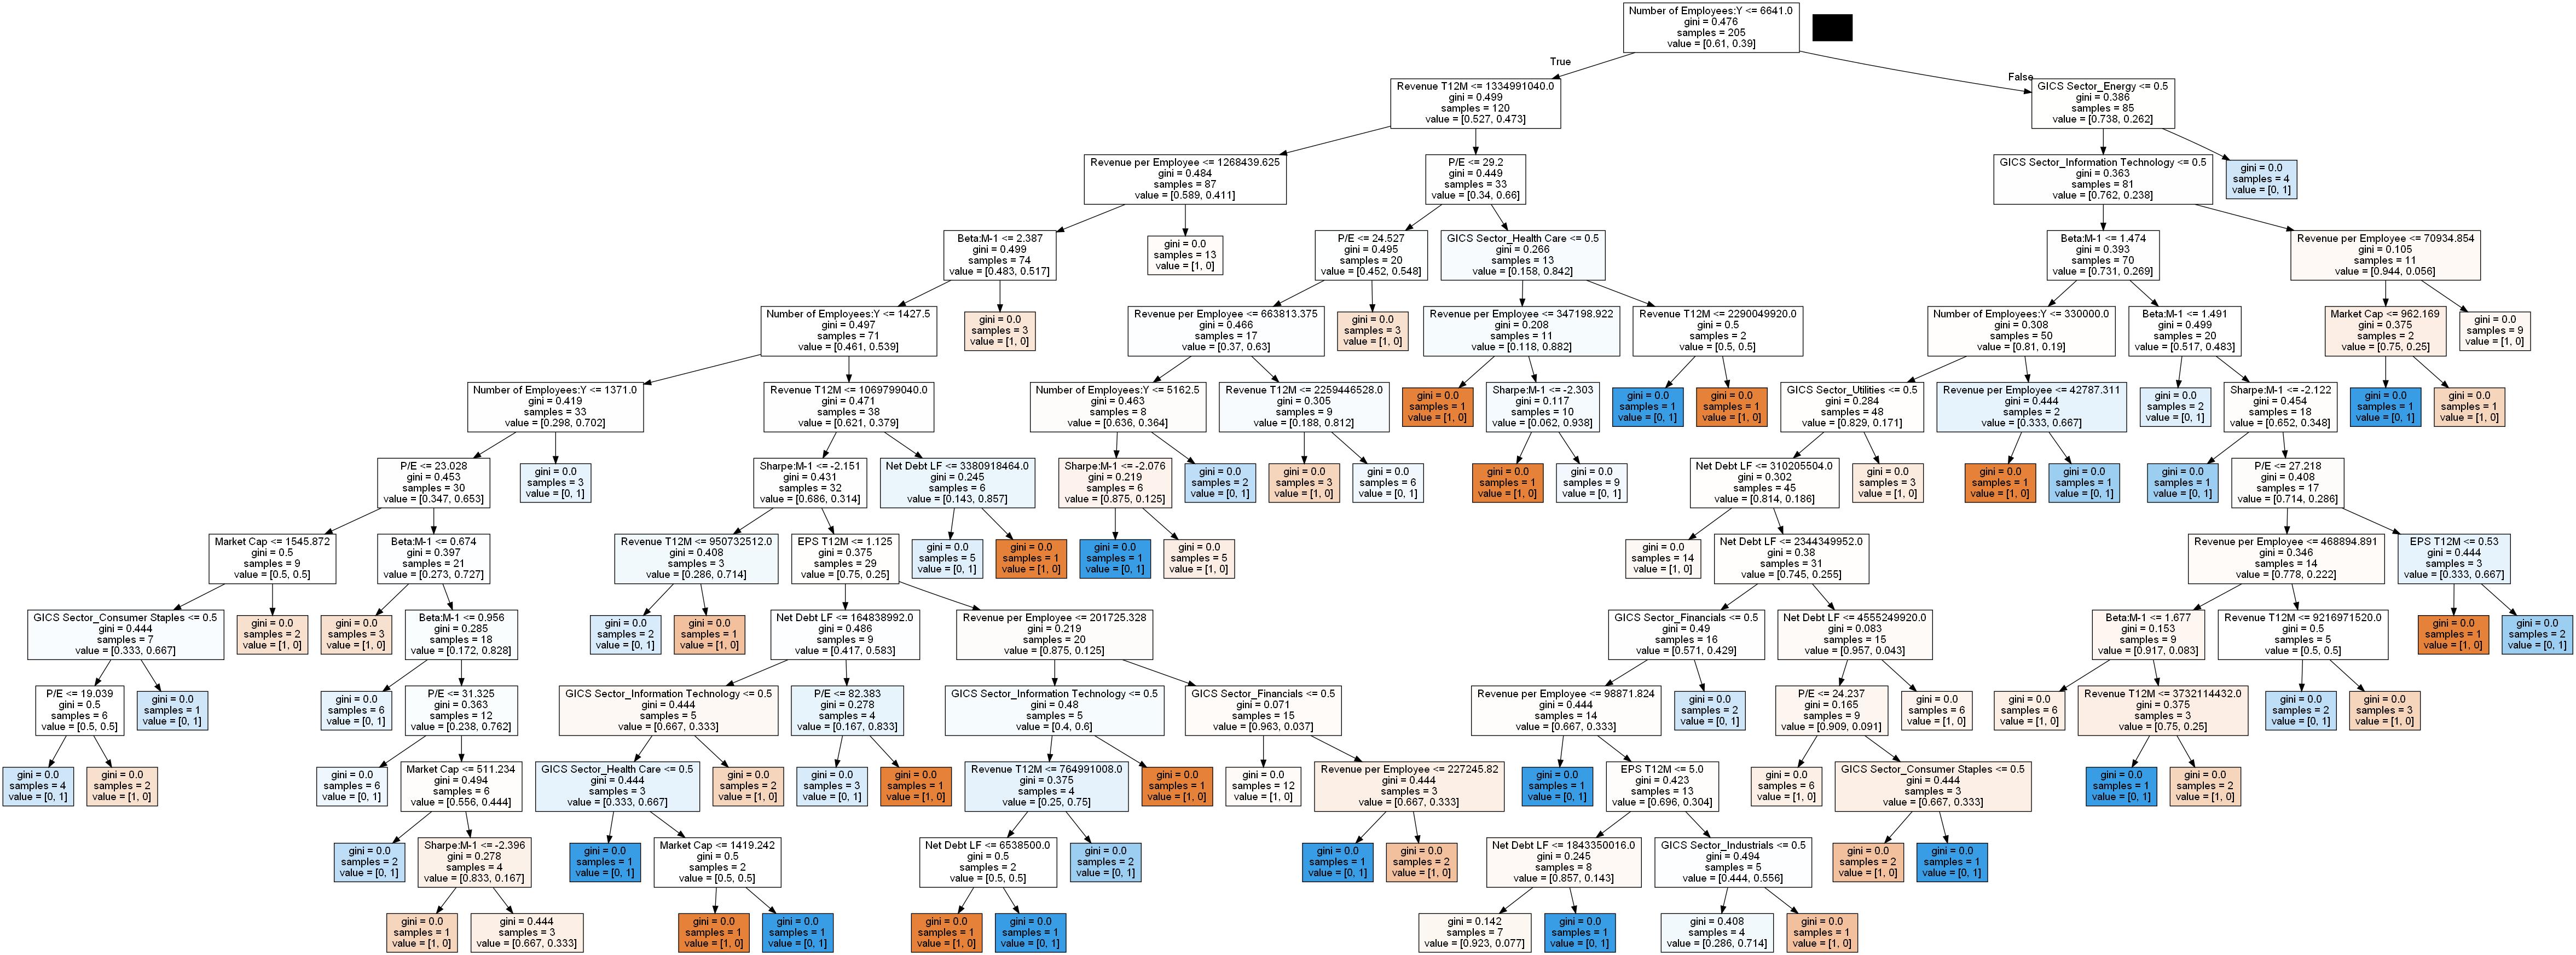 Number of Employees:Y <= 6641.0
gini = 0.476
samples = 205
value = [0.61, 0.39]
True
False
Revenue T12M <= 1334991040.0
gini = 0.499
samples = 120
value = [0.527, 0.473]
GICS Sector_Energy <= 0.5
gini = 0.386
samples = 85
value = [0.738, 0.262]
Revenue per Employee <= 1268439.625
gini = 0.484
samples = 87
value = [0.589, 0.411]
P/E <= 29.2
gini = 0.449
samples = 33
value = [0.34, 0.66]
GICS Sector_Information Technology <= 0.5
gini = 0.363
samples = 81
value = [0.762, 0.238]
gini = 0.0
samples = 4
value = [0, 1]
Beta:M-1 <= 2.387
gini = 0.499
samples = 74
value = [0.483, 0.517]
gini = 0.0
samples = 13
value = [1, 0]
P/E <= 24.527
gini = 0.495
samples = 20
value = [0.452, 0.548]
GICS Sector_Health Care <= 0.5
gini = 0.266
samples = 13
value = [0.158, 0.842]
Beta:M-1 <= 1.474
gini = 0.393
samples = 70
value = [0.731, 0.269]
Revenue per Employee <= 70934.854
gini = 0.105
samples = 11
value = [0.944, 0.056]
Number of Employees:Y <= 1427.5
gini = 0.497
samples = 71
value = [0.461, 0.539]
gini = 0.0
samples = 3
value = [1, 0]
Revenue per Employee <= 663813.375
gini = 0.466
samples = 17
value = [0.37, 0.63]
gini = 0.0
samples = 3
value = [1, 0]
Revenue per Employee <= 347198.922
gini = 0.208
samples = 11
value = [0.118, 0.882]
Revenue T12M <= 2290049920.0
gini = 0.5
samples = 2
value = [0.5, 0.5]
Number of Employees:Y <= 330000.0
gini = 0.308
samples = 50
value = [0.81, 0.19]
Beta:M-1 <= 1.491
gini = 0.499
samples = 20
value = [0.517, 0.483]
Market Cap <= 962.169
gini = 0.375
samples = 2
value = [0.75, 0.25]
gini = 0.0
samples = 9
value = [1, 0]
Number of Employees:Y <= 1371.0
gini = 0.419
samples = 33
value = [0.298, 0.702]
Revenue T12M <= 1069799040.0
gini = 0.471
samples = 38
value = [0.621, 0.379]
Number of Employees:Y <= 5162.5
gini = 0.463
samples = 8
value = [0.636, 0.364]
Revenue T12M <= 2259446528.0
gini = 0.305
samples = 9
value = [0.188, 0.812]
gini = 0.0
samples = 1
value = [1, 0]
Sharpe:M-1 <= -2.303
gini = 0.117
samples = 10
value = [0.062, 0.938]
gini = 0.0
samples = 1
value = [0, 1]
gini = 0.0
samples = 1
value = [1, 0]
GICS Sector_Utilities <= 0.5
gini = 0.284
samples = 48
value = [0.829, 0.171]
Revenue per Employee <= 42787.311
gini = 0.444
samples = 2
value = [0.333, 0.667]
gini = 0.0
samples = 2
value = [0, 1]
Sharpe:M-1 <= -2.122
gini = 0.454
samples = 18
value = [0.652, 0.348]
gini = 0.0
samples = 1
value = [0, 1]
gini = 0.0
samples = 1
value = [1, 0]
P/E <= 23.028
gini = 0.453
samples = 30
value = [0.347, 0.653]
gini = 0.0
samples = 3
value = [0, 1]
Sharpe:M-1 <= -2.151
gini = 0.431
samples = 32
value = [0.686, 0.314]
Net Debt LF <= 3380918464.0
gini = 0.245
samples = 6
value = [0.143, 0.857]
Sharpe:M-1 <= -2.076
gini = 0.219
samples = 6
value = [0.875, 0.125]
gini = 0.0
samples = 2
value = [0, 1]
gini = 0.0
samples = 3
value = [1, 0]
gini = 0.0
samples = 6
value = [0, 1]
gini = 0.0
samples = 1
value = [1, 0]
gini = 0.0
samples = 9
value = [0, 1]
Net Debt LF <= 310205504.0
gini = 0.302
samples = 45
value = [0.814, 0.186]
gini = 0.0
samples = 3
value = [1, 0]
gini = 0.0
samples = 1
value = [1, 0]
gini = 0.0
samples = 1
value = [0, 1]
gini = 0.0
samples = 1
value = [0, 1]
P/E <= 27.218
gini = 0.408
samples = 17
value = [0.714, 0.286]
Market Cap <= 1545.872
gini = 0.5
samples = 9
value = [0.5, 0.5]
Beta:M-1 <= 0.674
gini = 0.397
samples = 21
value = [0.273, 0.727]
Revenue T12M <= 950732512.0
gini = 0.408
samples = 3
value = [0.286, 0.714]
EPS T12M <= 1.125
gini = 0.375
samples = 29
value = [0.75, 0.25]
gini = 0.0
samples = 5
value = [0, 1]
gini = 0.0
samples = 1
value = [1, 0]
gini = 0.0
samples = 1
value = [0, 1]
gini = 0.0
samples = 5
value = [1, 0]
gini = 0.0
samples = 14
value = [1, 0]
Net Debt LF <= 2344349952.0
gini = 0.38
samples = 31
value = [0.745, 0.255]
Revenue per Employee <= 468894.891
gini = 0.346
samples = 14
value = [0.778, 0.222]
EPS T12M <= 0.53
gini = 0.444
samples = 3
value = [0.333, 0.667]
GICS Sector_Consumer Staples <= 0.5
gini = 0.444
samples = 7
value = [0.333, 0.667]
gini = 0.0
samples = 2
value = [1, 0]
gini = 0.0
samples = 3
value = [1, 0]
Beta:M-1 <= 0.956
gini = 0.285
samples = 18
value = [0.172, 0.828]
gini = 0.0
samples = 2
value = [0, 1]
gini = 0.0
samples = 1
value = [1, 0]
Net Debt LF <= 164838992.0
gini = 0.486
samples = 9
value = [0.417, 0.583]
Revenue per Employee <= 201725.328
gini = 0.219
samples = 20
value = [0.875, 0.125]
GICS Sector_Financials <= 0.5
gini = 0.49
samples = 16
value = [0.571, 0.429]
Net Debt LF <= 4555249920.0
gini = 0.083
samples = 15
value = [0.957, 0.043]
Beta:M-1 <= 1.677
gini = 0.153
samples = 9
value = [0.917, 0.083]
Revenue T12M <= 9216971520.0
gini = 0.5
samples = 5
value = [0.5, 0.5]
gini = 0.0
samples = 1
value = [1, 0]
gini = 0.0
samples = 2
value = [0, 1]
P/E <= 19.039
gini = 0.5
samples = 6
value = [0.5, 0.5]
gini = 0.0
samples = 1
value = [0, 1]
gini = 0.0
samples = 6
value = [0, 1]
P/E <= 31.325
gini = 0.363
samples = 12
value = [0.238, 0.762]
GICS Sector_Information Technology <= 0.5
gini = 0.444
samples = 5
value = [0.667, 0.333]
P/E <= 82.383
gini = 0.278
samples = 4
value = [0.167, 0.833]
GICS Sector_Information Technology <= 0.5
gini = 0.48
samples = 5
value = [0.4, 0.6]
GICS Sector_Financials <= 0.5
gini = 0.071
samples = 15
value = [0.963, 0.037]
Revenue per Employee <= 98871.824
gini = 0.444
samples = 14
value = [0.667, 0.333]
gini = 0.0
samples = 2
value = [0, 1]
P/E <= 24.237
gini = 0.165
samples = 9
value = [0.909, 0.091]
gini = 0.0
samples = 6
value = [1, 0]
gini = 0.0
samples = 6
value = [1, 0]
Revenue T12M <= 3732114432.0
gini = 0.375
samples = 3
value = [0.75, 0.25]
gini = 0.0
samples = 2
value = [0, 1]
gini = 0.0
samples = 3
value = [1, 0]
gini = 0.0
samples = 4
value = [0, 1]
gini = 0.0
samples = 2
value = [1, 0]
gini = 0.0
samples = 6
value = [0, 1]
Market Cap <= 511.234
gini = 0.494
samples = 6
value = [0.556, 0.444]
GICS Sector_Health Care <= 0.5
gini = 0.444
samples = 3
value = [0.333, 0.667]
gini = 0.0
samples = 2
value = [1, 0]
gini = 0.0
samples = 3
value = [0, 1]
gini = 0.0
samples = 1
value = [1, 0]
Revenue T12M <= 764991008.0
gini = 0.375
samples = 4
value = [0.25, 0.75]
gini = 0.0
samples = 1
value = [1, 0]
gini = 0.0
samples = 12
value = [1, 0]
Revenue per Employee <= 227245.82
gini = 0.444
samples = 3
value = [0.667, 0.333]
gini = 0.0
samples = 1
value = [0, 1]
EPS T12M <= 5.0
gini = 0.423
samples = 13
value = [0.696, 0.304]
gini = 0.0
samples = 6
value = [1, 0]
GICS Sector_Consumer Staples <= 0.5
gini = 0.444
samples = 3
value = [0.667, 0.333]
gini = 0.0
samples = 1
value = [0, 1]
gini = 0.0
samples = 2
value = [1, 0]
gini = 0.0
samples = 2
value = [0, 1]
Sharpe:M-1 <= -2.396
gini = 0.278
samples = 4
value = [0.833, 0.167]
gini = 0.0
samples = 1
value = [0, 1]
Market Cap <= 1419.242
gini = 0.5
samples = 2
value = [0.5, 0.5]
Net Debt LF <= 6538500.0
gini = 0.5
samples = 2
value = [0.5, 0.5]
gini = 0.0
samples = 2
value = [0, 1]
gini = 0.0
samples = 1
value = [0, 1]
gini = 0.0
samples = 2
value = [1, 0]
Net Debt LF <= 1843350016.0
gini = 0.245
samples = 8
value = [0.857, 0.143]
GICS Sector_Industrials <= 0.5
gini = 0.494
samples = 5
value = [0.444, 0.556]
gini = 0.0
samples = 2
value = [1, 0]
gini = 0.0
samples = 1
value = [0, 1]
gini = 0.0
samples = 1
value = [1, 0]
gini = 0.444
samples = 3
value = [0.667, 0.333]
gini = 0.0
samples = 1
value = [1, 0]
gini = 0.0
samples = 1
value = [0, 1]
gini = 0.0
samples = 1
value = [1, 0]
gini = 0.0
samples = 1
value = [0, 1]
gini = 0.142
samples = 7
value = [0.923, 0.077]
gini = 0.0
samples = 1
value = [0, 1]
gini = 0.408
samples = 4
value = [0.286, 0.714]
gini = 0.0
samples = 1
value = [1, 0]